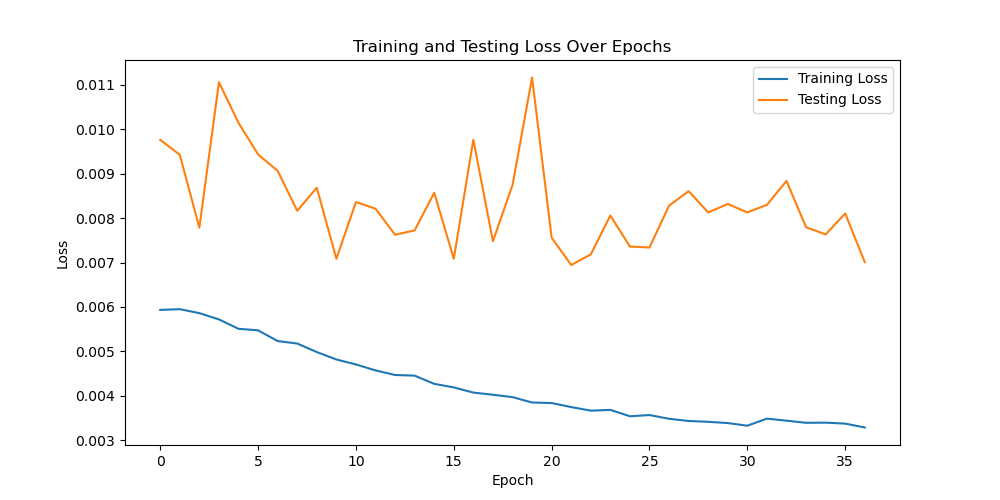 Training and Testing Loss Over Epochs
Training Loss
Testing Loss
0.011
0.010
0.009
0.008
0.007
0.006
0.005
0.004
0.003
Loss
0 5 10 15 20 25 30 35
Epoch